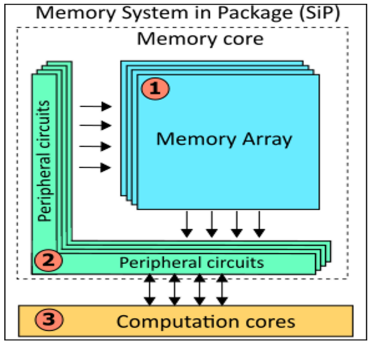 Memory System in Package (SiP)
Memory core
1
Memory Array
Peripheral circuits
2
Peripheral circuits
3
Computation cores